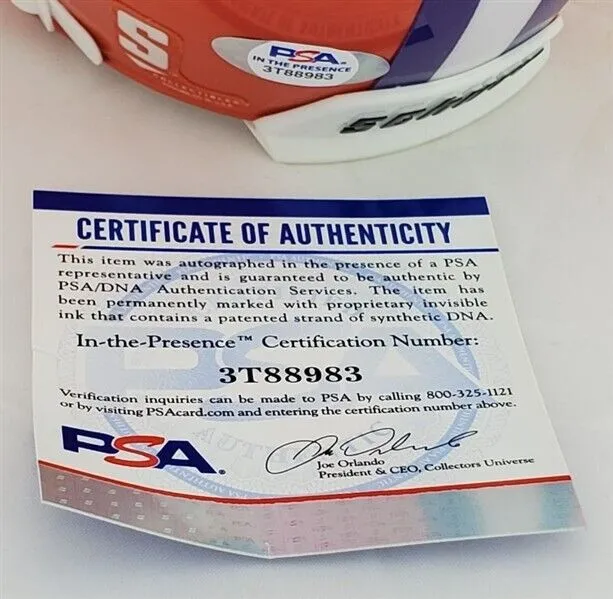 S
COLLECTIBLES
PSA
IN THE PRESENCE
3T88983
CERTIFICATE OF AUTHENTICITY
This item was autographed in the presence of a PSA
representative and is guaranteed to be authentic by
PSA/DNA Authentication Services. The item has
been permanently marked with proprietary invisible
ink that contains a patented strand of synthetic DNA.
In-the-Presence™ Certification Number:
3T88983
Verification inquiries can be made to PSA by calling 800-325-1121
or by visiting PSAcard.com and entering the certification number above.
PSA.
Joe Orlando
President & CEO, Collectors Universe